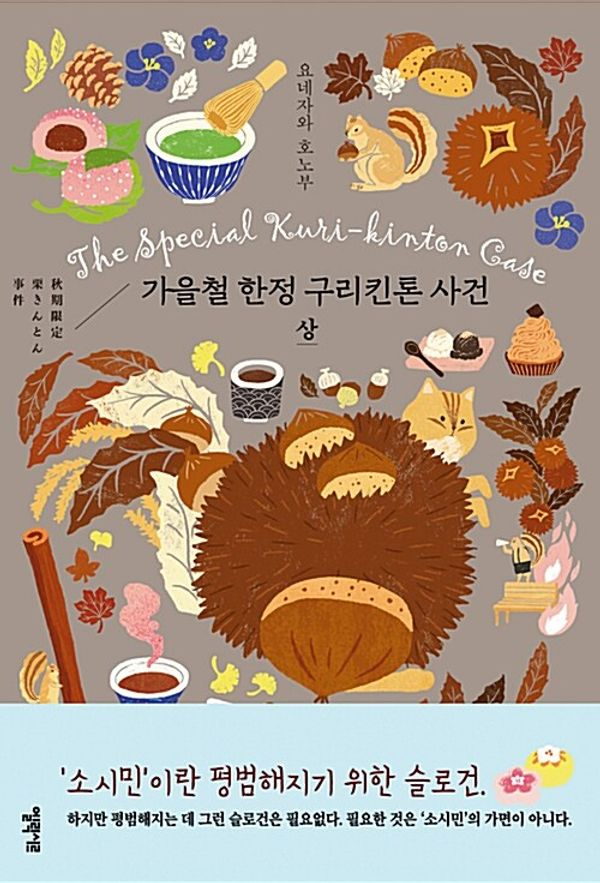 요네자와 호노부
The Special Kuri-kinton Case
가을철 한정 구리킨톤 사건
상
秋期限定
栗きんとん
事件
'소시민'이란 평범해지기 위한 슬로건.
하지만 평범해지는 데 그런 슬로건은 필요없다. 필요한 것은 '소시민'의 가면이 아니다.
엘릭시르